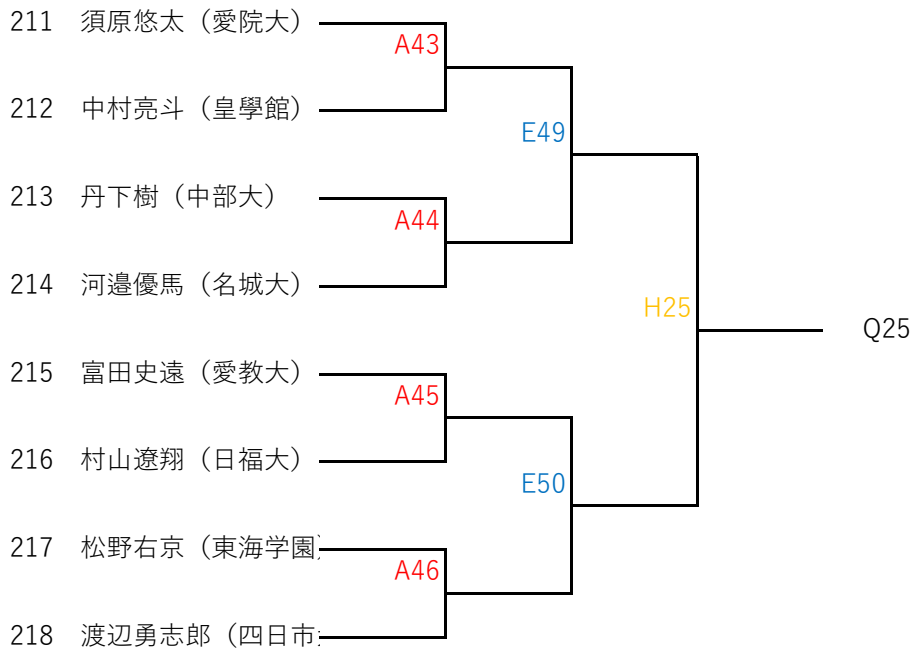 211 須原悠太（愛院大）
A43
212 中村亮斗（皇學館）
E49
213 丹下樹（中部大）
A44
214 河邉優馬（名城大）
H25
Q25
215 富田史遠（愛教大）
A45
216 村山遼翔（日福大）
E50
217 松野右京（東海学園）
A46
218 渡辺勇志郎（四日市